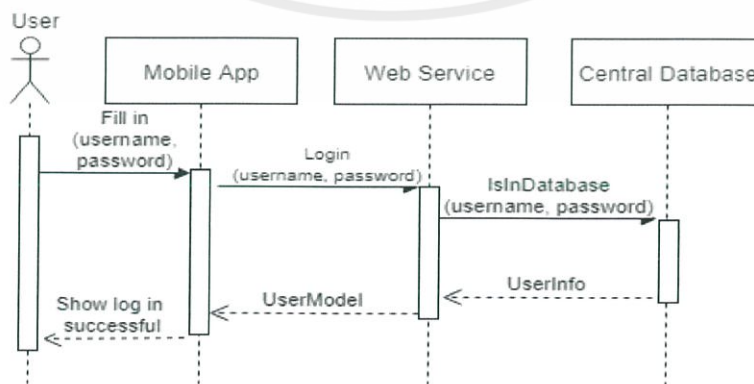 User
Mobile App
Web Service
Central Database
Fill in
(username,
password)
Login
(username, password)
IsInDatabase
(username, password)
UserInfo
UserModel
Show log in
successful